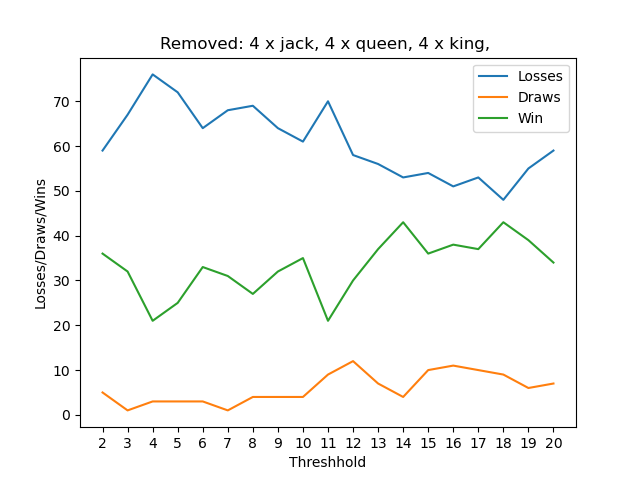 Removed: 4 x jack, 4 x queen, 4 x king,
Losses
Draws
Win
Losses/Draws/Wins
70
60
50
40
30
20
10
0
2 3 4 5 6 7 8 9 10 11 12 13 14 15 16 17 18 19 20
Threshhold